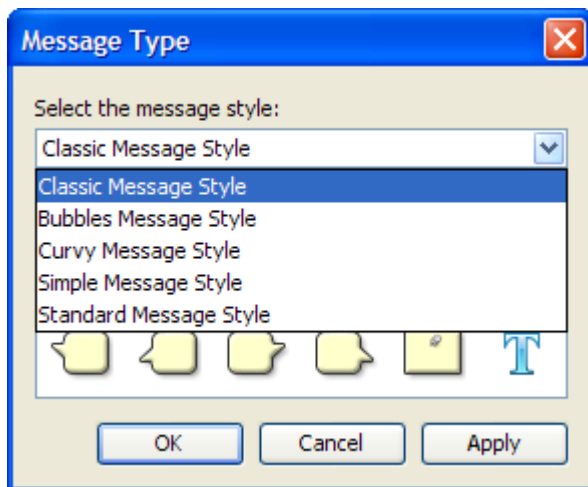 Message Type
Select the message style:
Classic Message Style
Classic Message Style
Bubbles Message Style
Curvy Message Style
Simple Message Style
Standard Message Style
T
OK Cancel Apply